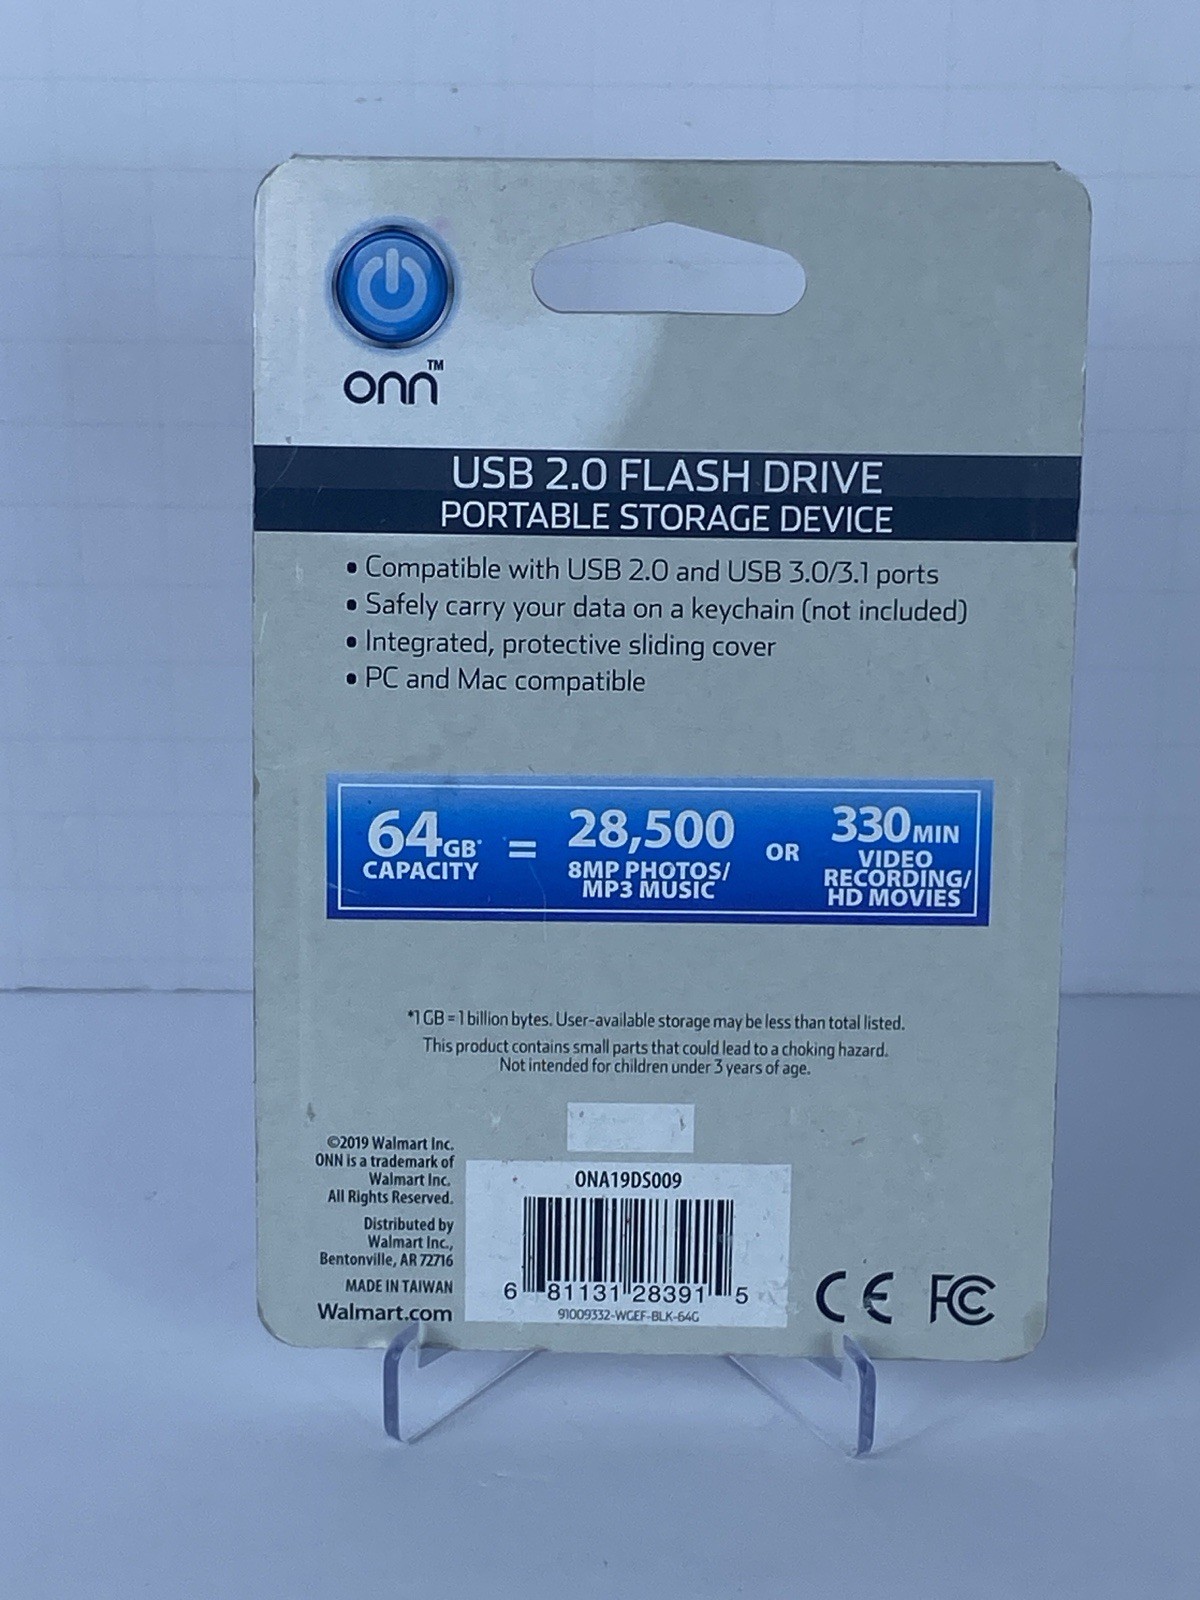 onn™
USB 2.0 FLASH DRIVE
PORTABLE STORAGE DEVICE
• Compatible with USB 2.0 and USB 3.0/3.1 ports
• Safely carry your data on a keychain (not included)
• Integrated, protective sliding cover
• PC and Mac compatible
64GB*
CAPACITY
=
28,500
8MP PHOTOS/
MP3 MUSIC
OR
330MIN
VIDEO
RECORDING/
HD MOVIES
*1 GB = 1 billion bytes. User-available storage may be less than total listed.
This product contains small parts that could lead to a choking hazard.
Not intended for children under 3 years of age.
©2019 Walmart Inc.
ONN is a trademark of
Walmart Inc.
All Rights Reserved.
Distributed by
Walmart Inc.,
Bentonville, AR 72716
MADE IN TAIWAN
Walmart.com
ONA19DS009
6 81131 28391 5
91009332-WGEF-BLK-64G
CE FC